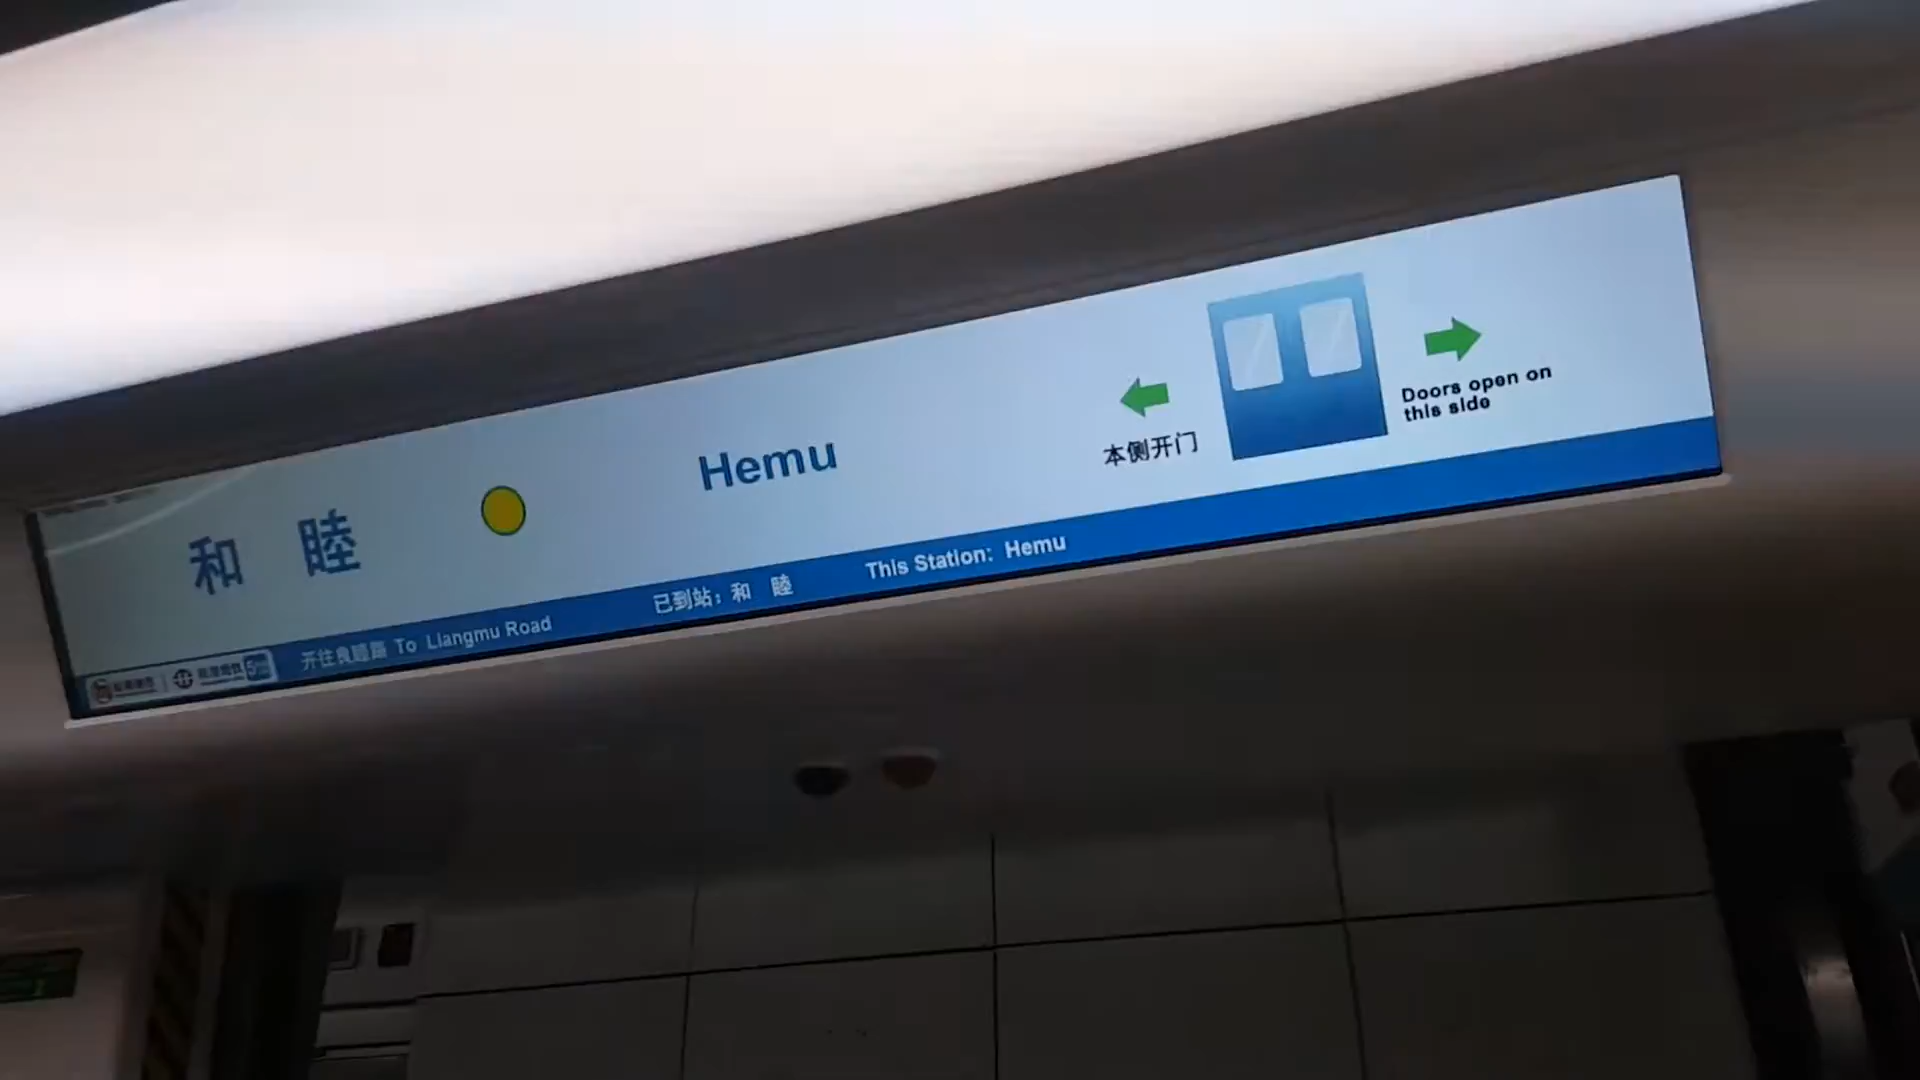 和 睦
Hemu
本侧开门
Doors open on
this side
开往良睦路 To Liangmu Road
已到站：和 睦
This Station: Hemu